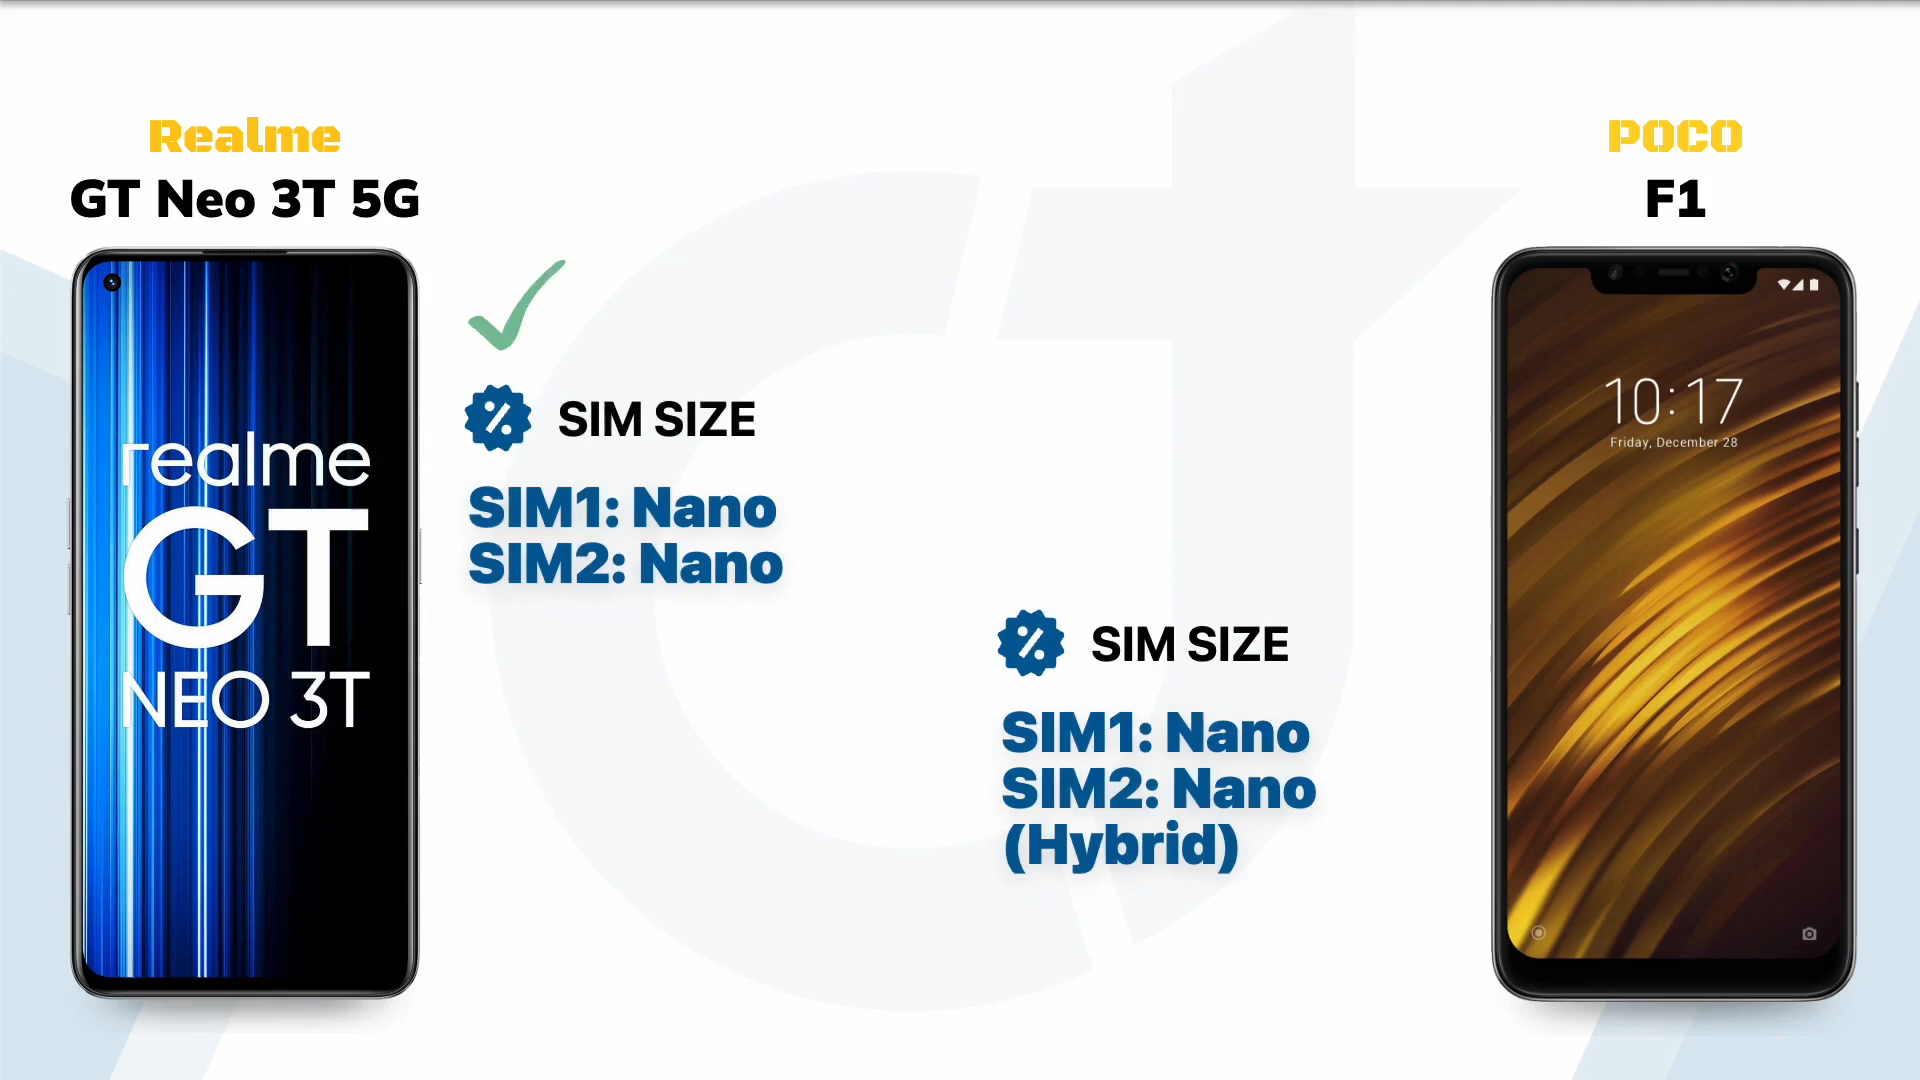 Realme
GT Neo 3T 5G
realme
GT
NEO 3T
SIM SIZE
SIM1: Nano
SIM2: Nano
SIM SIZE
SIM1: Nano
SIM2: Nano
(Hybrid)
POCO
F1
10:17
Friday, December 28